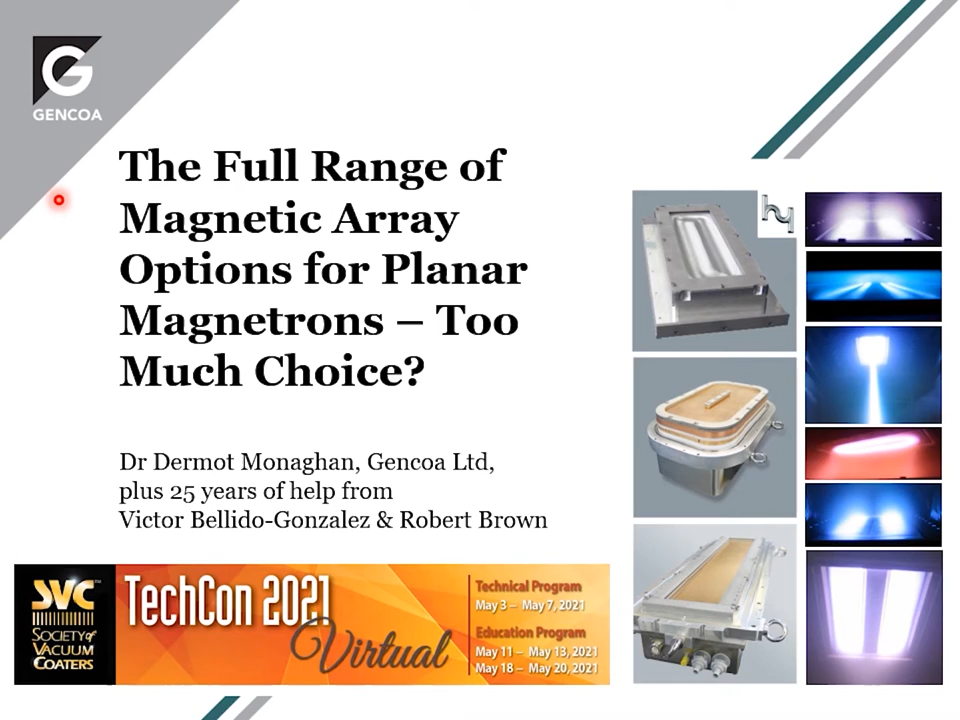 GENCOA
The Full Range of
Magnetic Array
Options for Planar
Magnetrons – Too
Much Choice?
Dr Dermot Monaghan, Gencoa Ltd,
plus 25 years of help from
Victor Bellido-Gonzalez & Robert Brown
SVC™
SOCIETY of
VACUUM
COATERS
TechCon 2021
Virtual
Technical Program
May 3 – May 7, 2021
Education Program
May 11 – May 13, 2021
May 18 – May 20, 2021